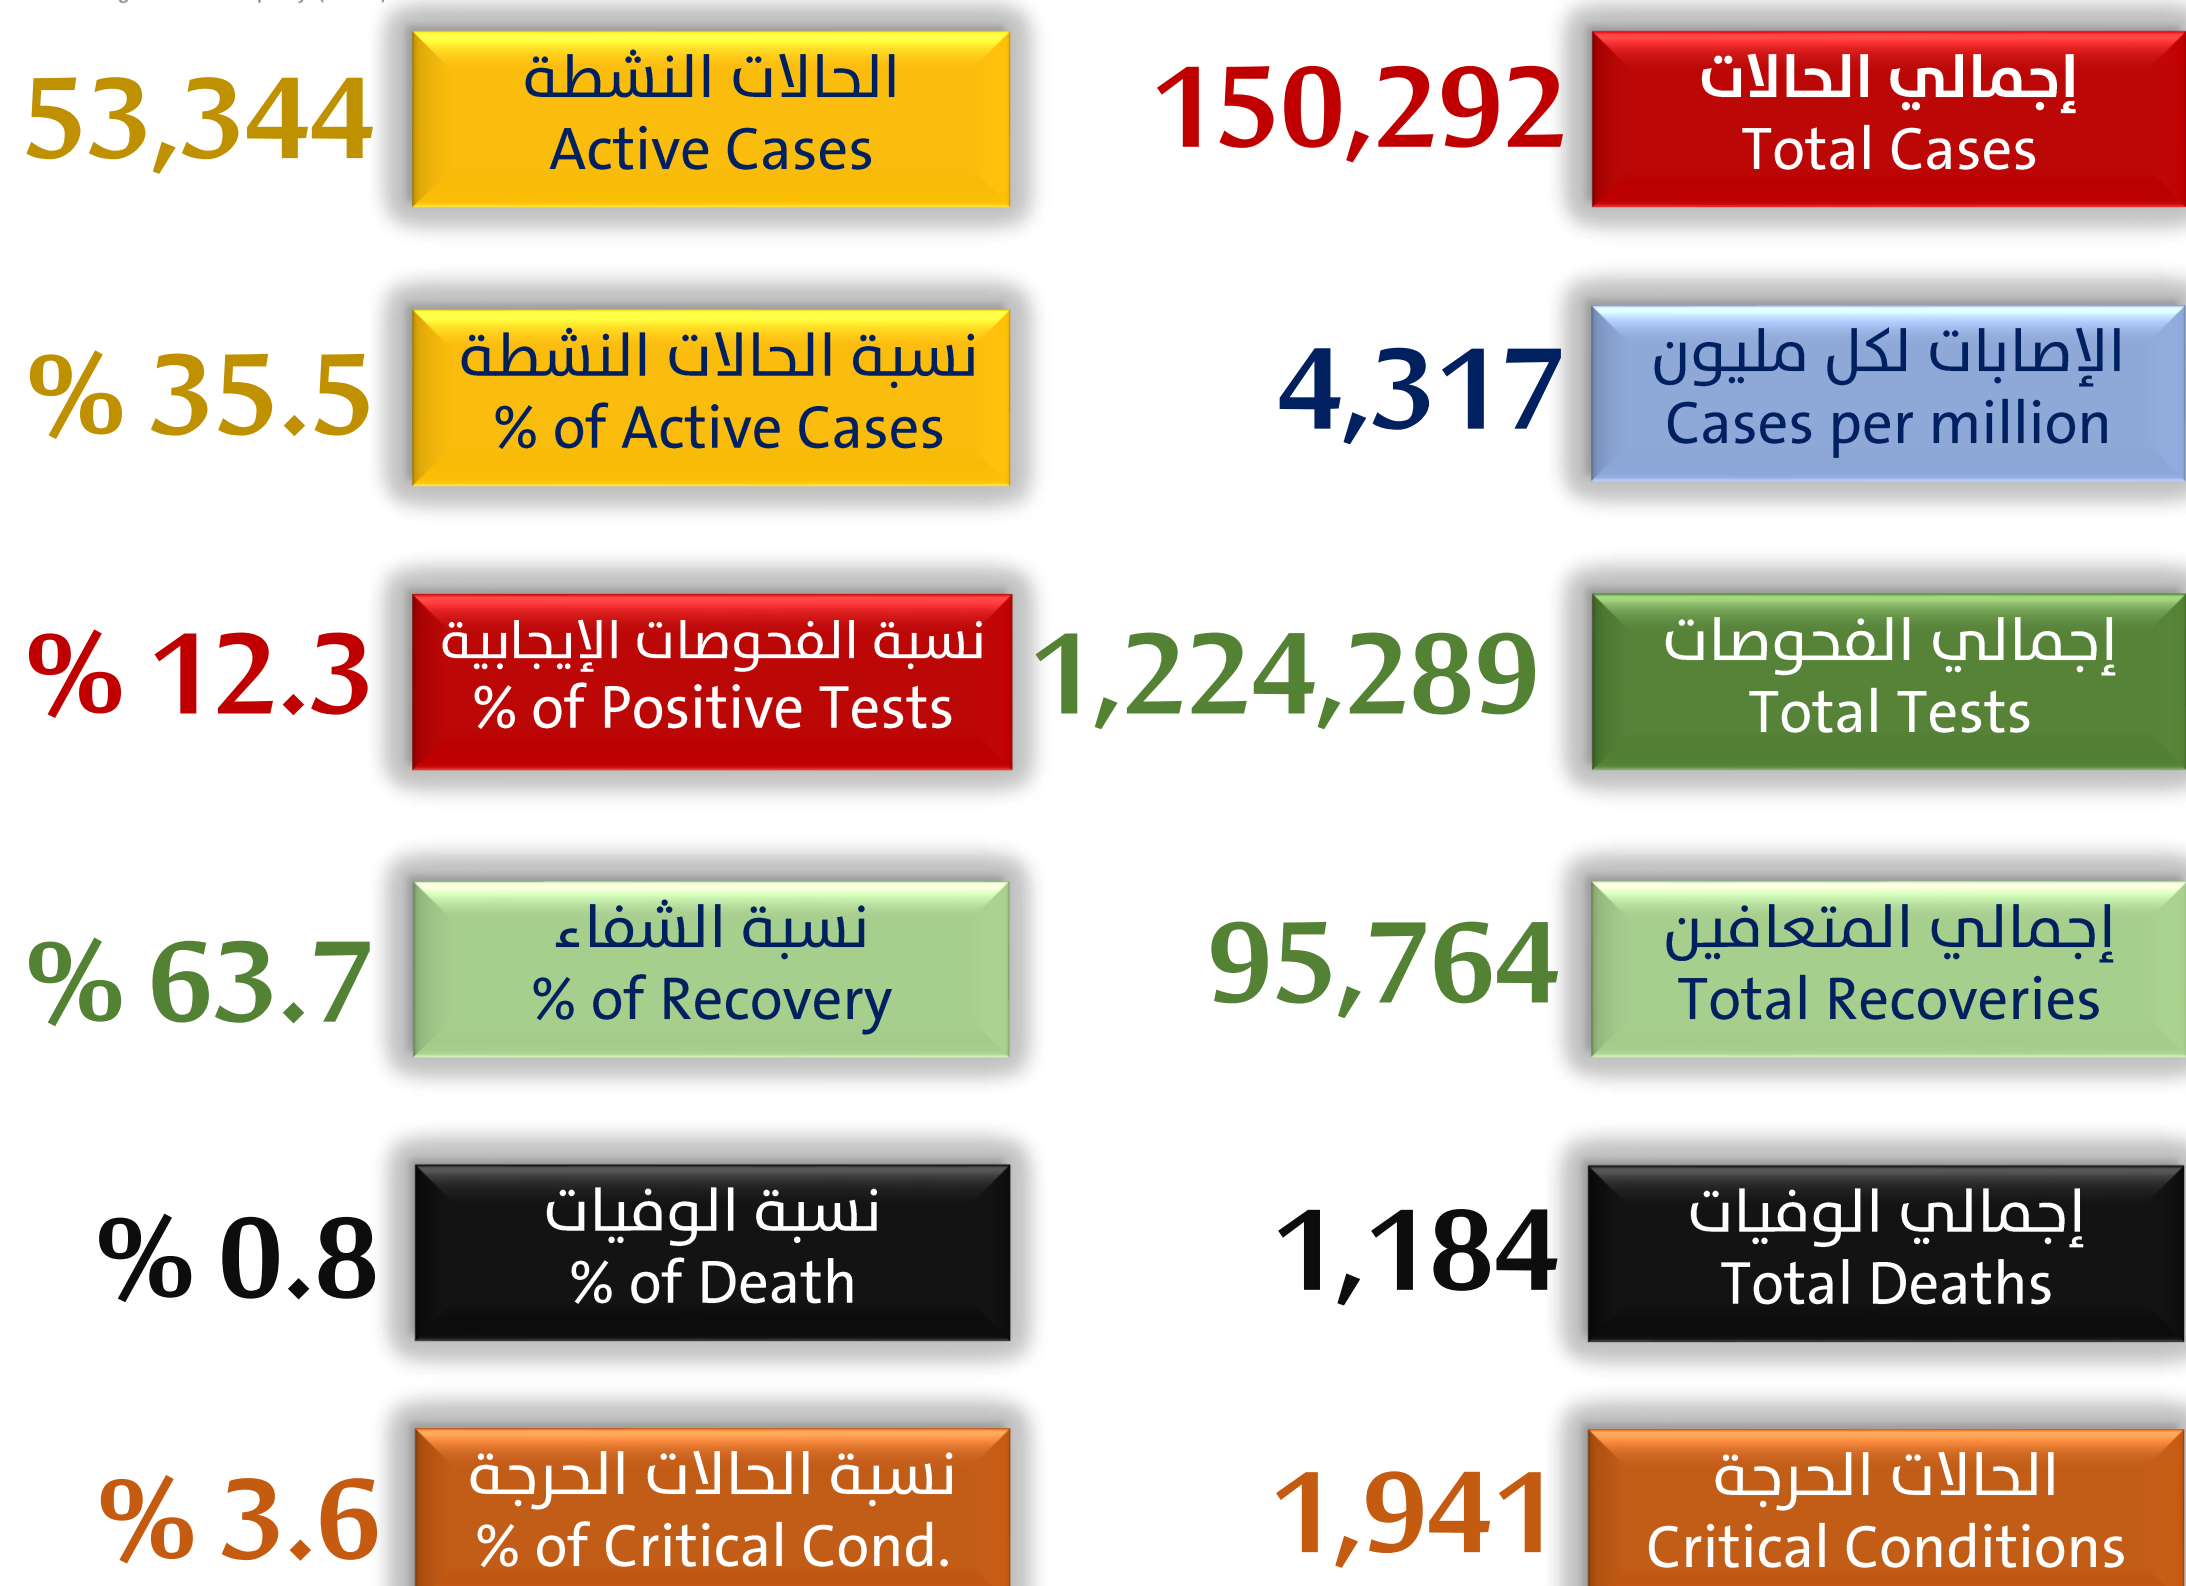 إجمالي الحالات
Total Cases
150,292
الحالات النشطة
Active Cases
53,344
الإصابات لكل مليون
Cases per million
4,317
نسبة الحالات النشطة
% of Active Cases
% 35.5
إجمالي الفحوصات
Total Tests
1,224,289
نسبة الفحوصات الإيجابية
% of Positive Tests
% 12.3
إجمالي المتعافين
Total Recoveries
95,764
نسبة الشفاء
% of Recovery
% 63.7
إجمالي الوفيات
Total Deaths
1,184
نسبة الوفيات
% of Death
% 0.8
الحالات الحرجة
Critical Conditions
1,941
نسبة الحالات الحرجة
% of Critical Cond.
% 3.6